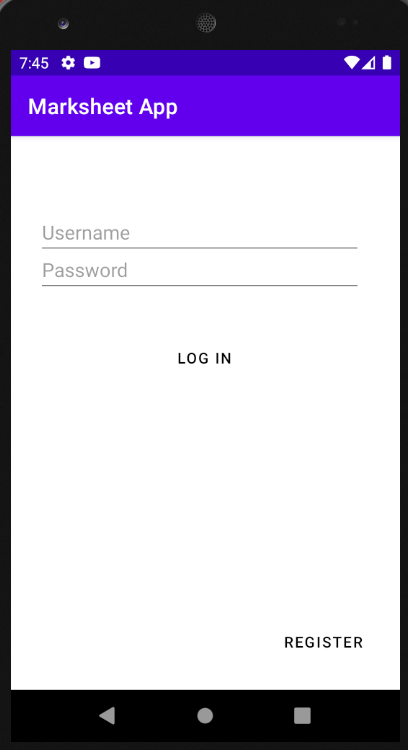 7:45
Marksheet App
Username
Password
LOG IN
REGISTER